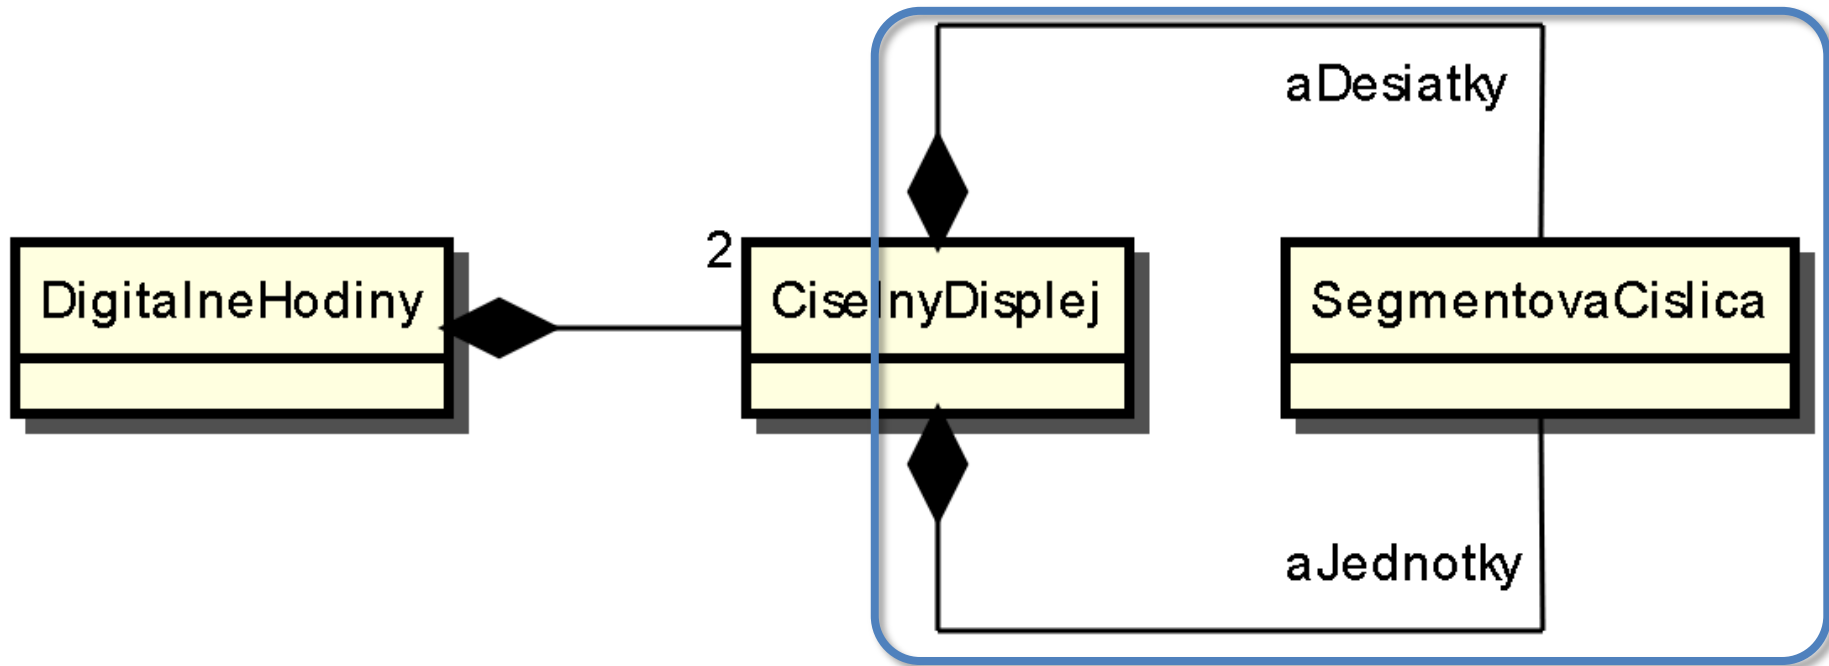 aDesiatky
2
DigitalneHodiny
CiselnyDisplej
SegmentovaCislica
aJednotky